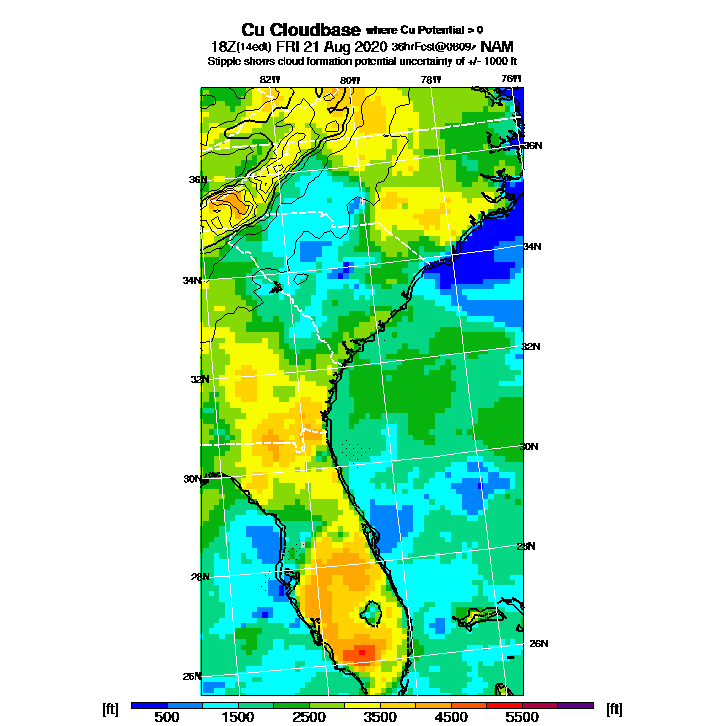 Cu Cloudbase where Cu Potential > 0
18Z(14edt) FRI 21 Aug 2020 36hrFcst@0809z NAM
Stipple shows cloud formation potential uncertainty of +/- 1000 ft
82W 80W 78W 76W
36N
36N
34N
34N
32N
32N
30N
30N
28N
28N
26N
26N
[ft] 500 1500 2500 3500 4500 5500 [ft]